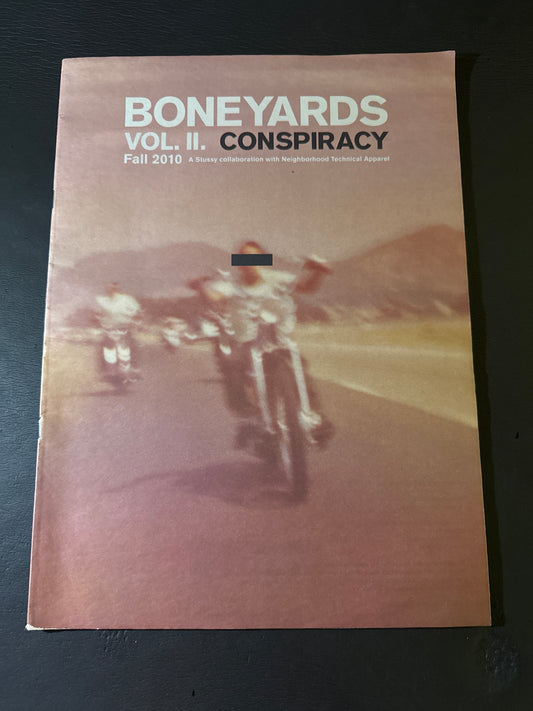 BONEYARDS
VOL. II. CONSPIRACY
Fall 2010 A Stussy collaboration with Neighborhood Technical Apparel